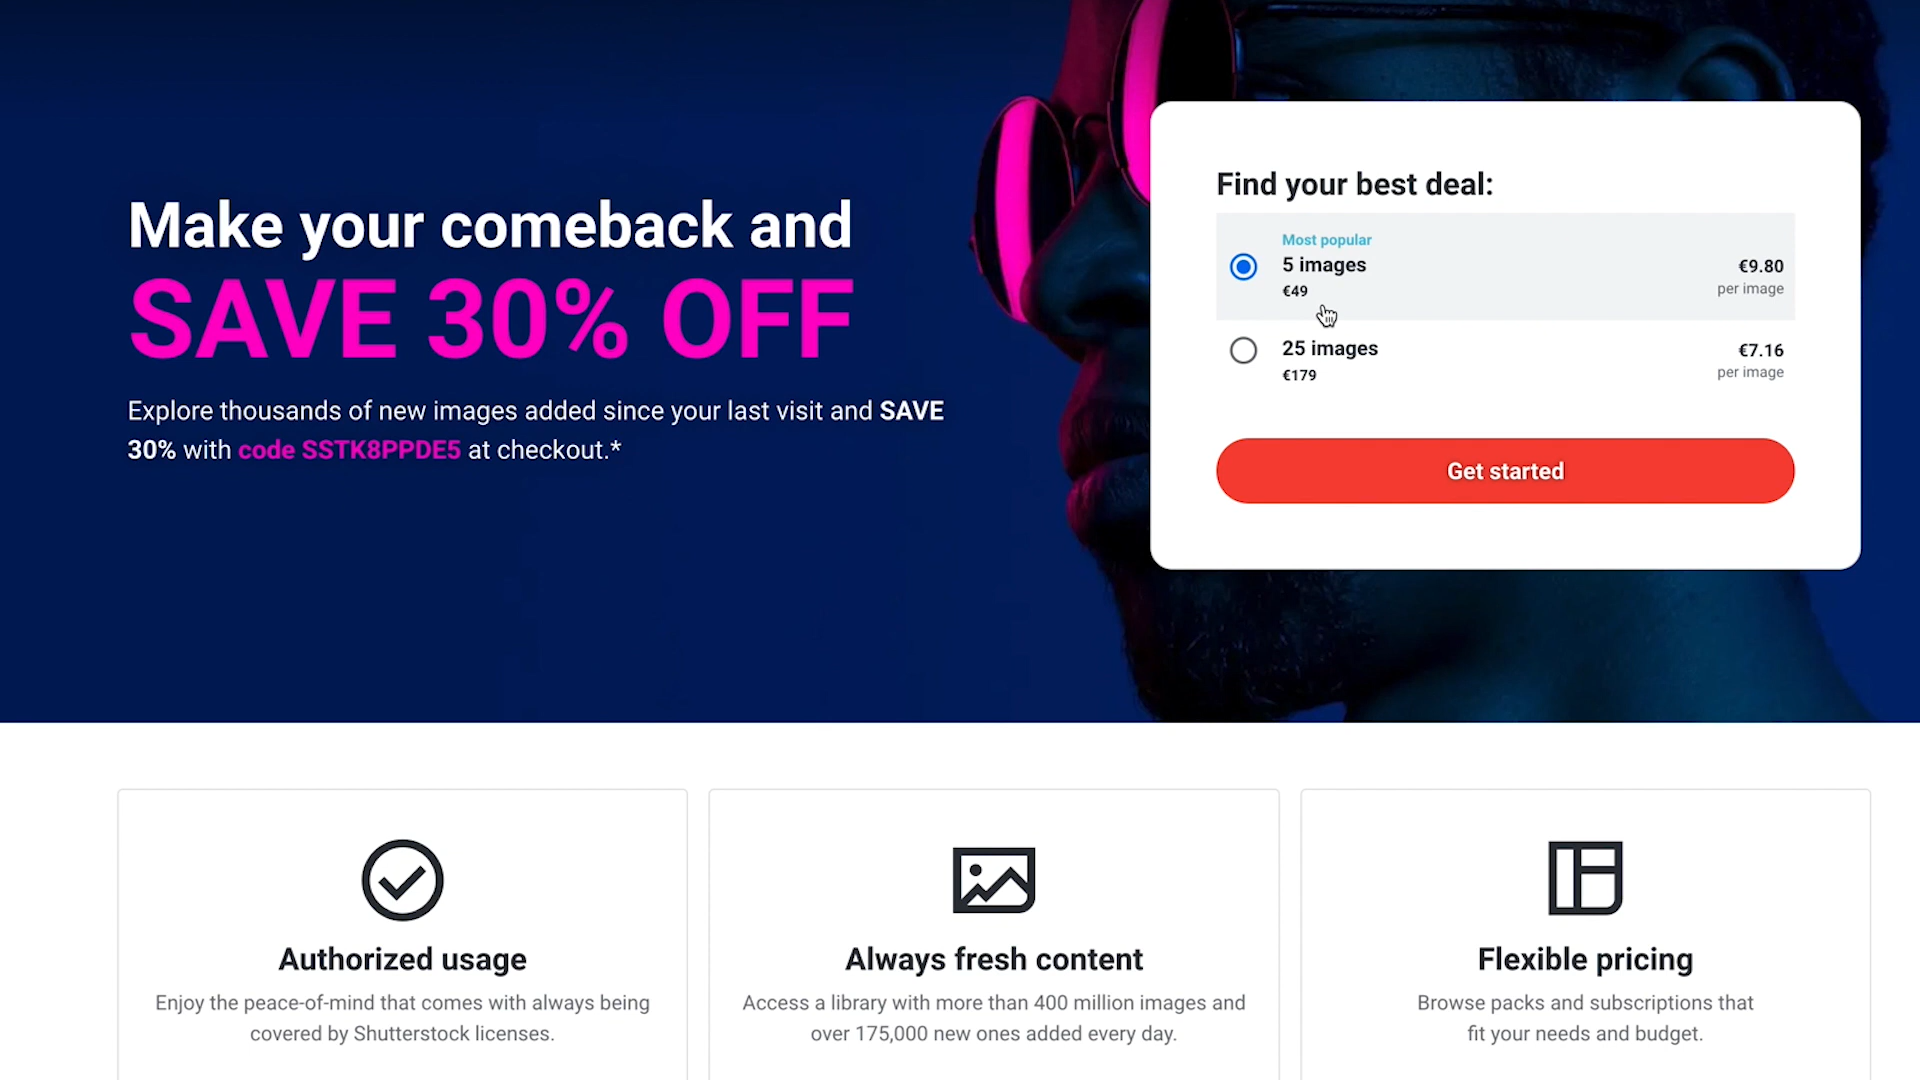 Make your comeback and
SAVE 30% OFF
Explore thousands of new images added since your last visit and SAVE
30% with code SSTK8PPDE5 at checkout.*
Find your best deal:
Most popular
5 images
€49
€9.80
per image
25 images
€179
€7.16
per image
Get started
Authorized usage
Enjoy the peace-of-mind that comes with always being
covered by Shutterstock licenses.
Always fresh content
Access a library with more than 400 million images and
over 175,000 new ones added every day.
Flexible pricing
Browse packs and subscriptions that
fit your needs and budget.